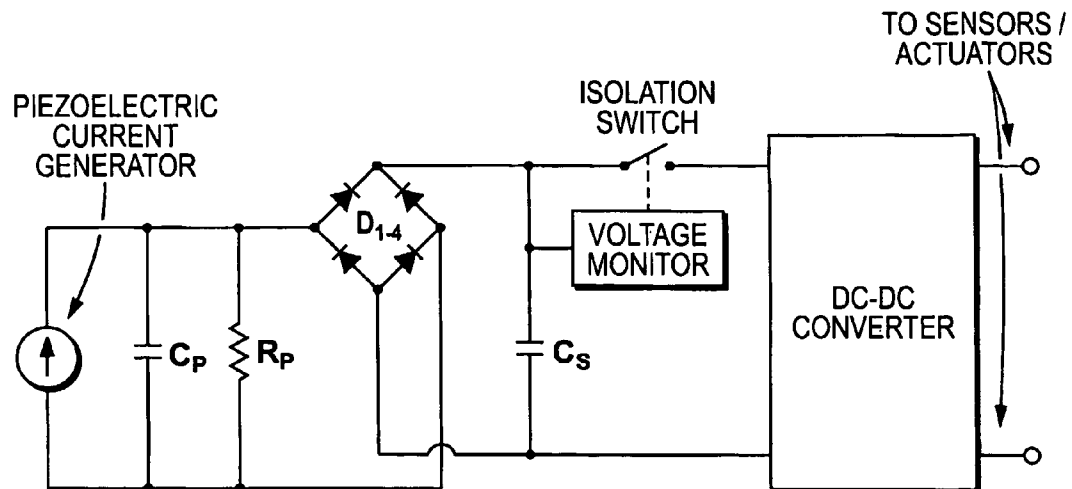 TO SENSORS /
ACTUATORS
ISOLATION
SWITCH
PIEZOELECTRIC
CURRENT
GENERATOR
D1-4
VOLTAGE
MONITOR
DC-DC
CONVERTER
CP
RP
CS